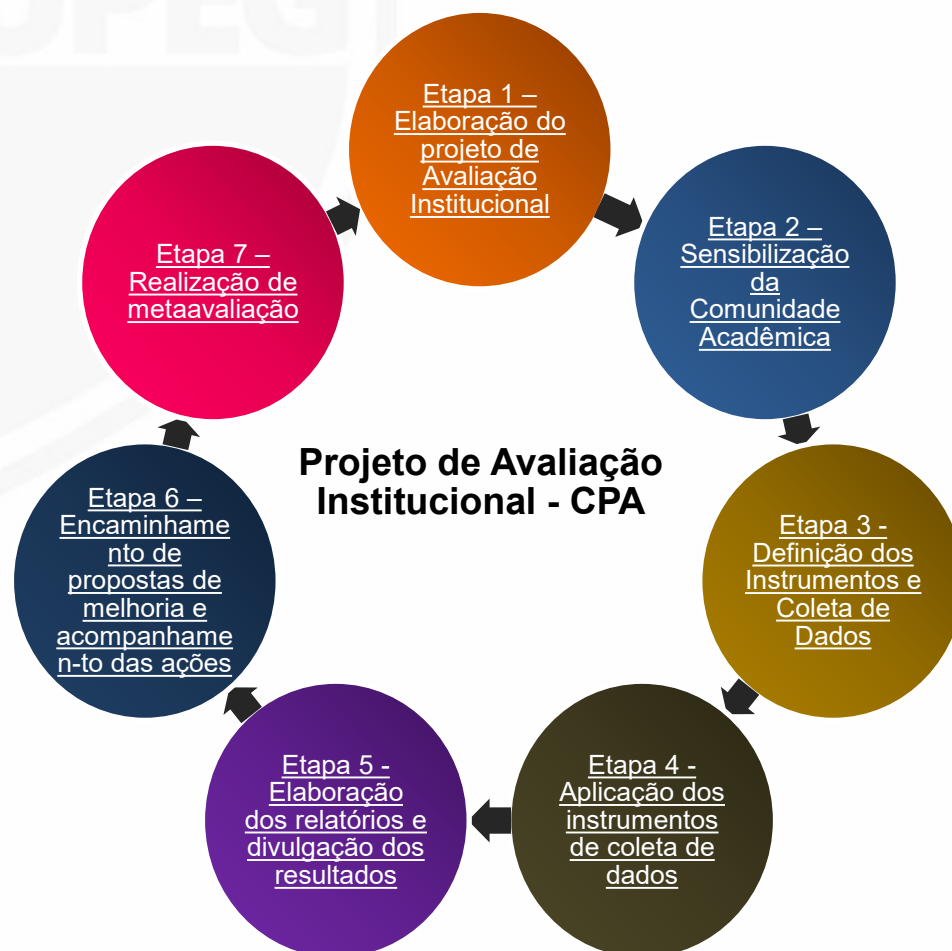 UPEG
Etapa 1 –
Elaboração do
projeto de
Avaliação
Institucional
Etapa 2 –
Sensibilização
da
Comunidade
Acadêmica
Etapa 3 -
Definição dos
Instrumentos e
Coleta de
Dados
Etapa 4 -
Aplicação dos
instrumentos
de coleta de
dados
Etapa 5 -
Elaboração
dos relatórios e
divulgação dos
resultados
Etapa 6 –
Encaminhame
nto de
propostas de
melhoria e
acompanhame
n-to das ações
Etapa 7 –
Realização de
metaavaliação
Projeto de Avaliação
Institucional - CPA